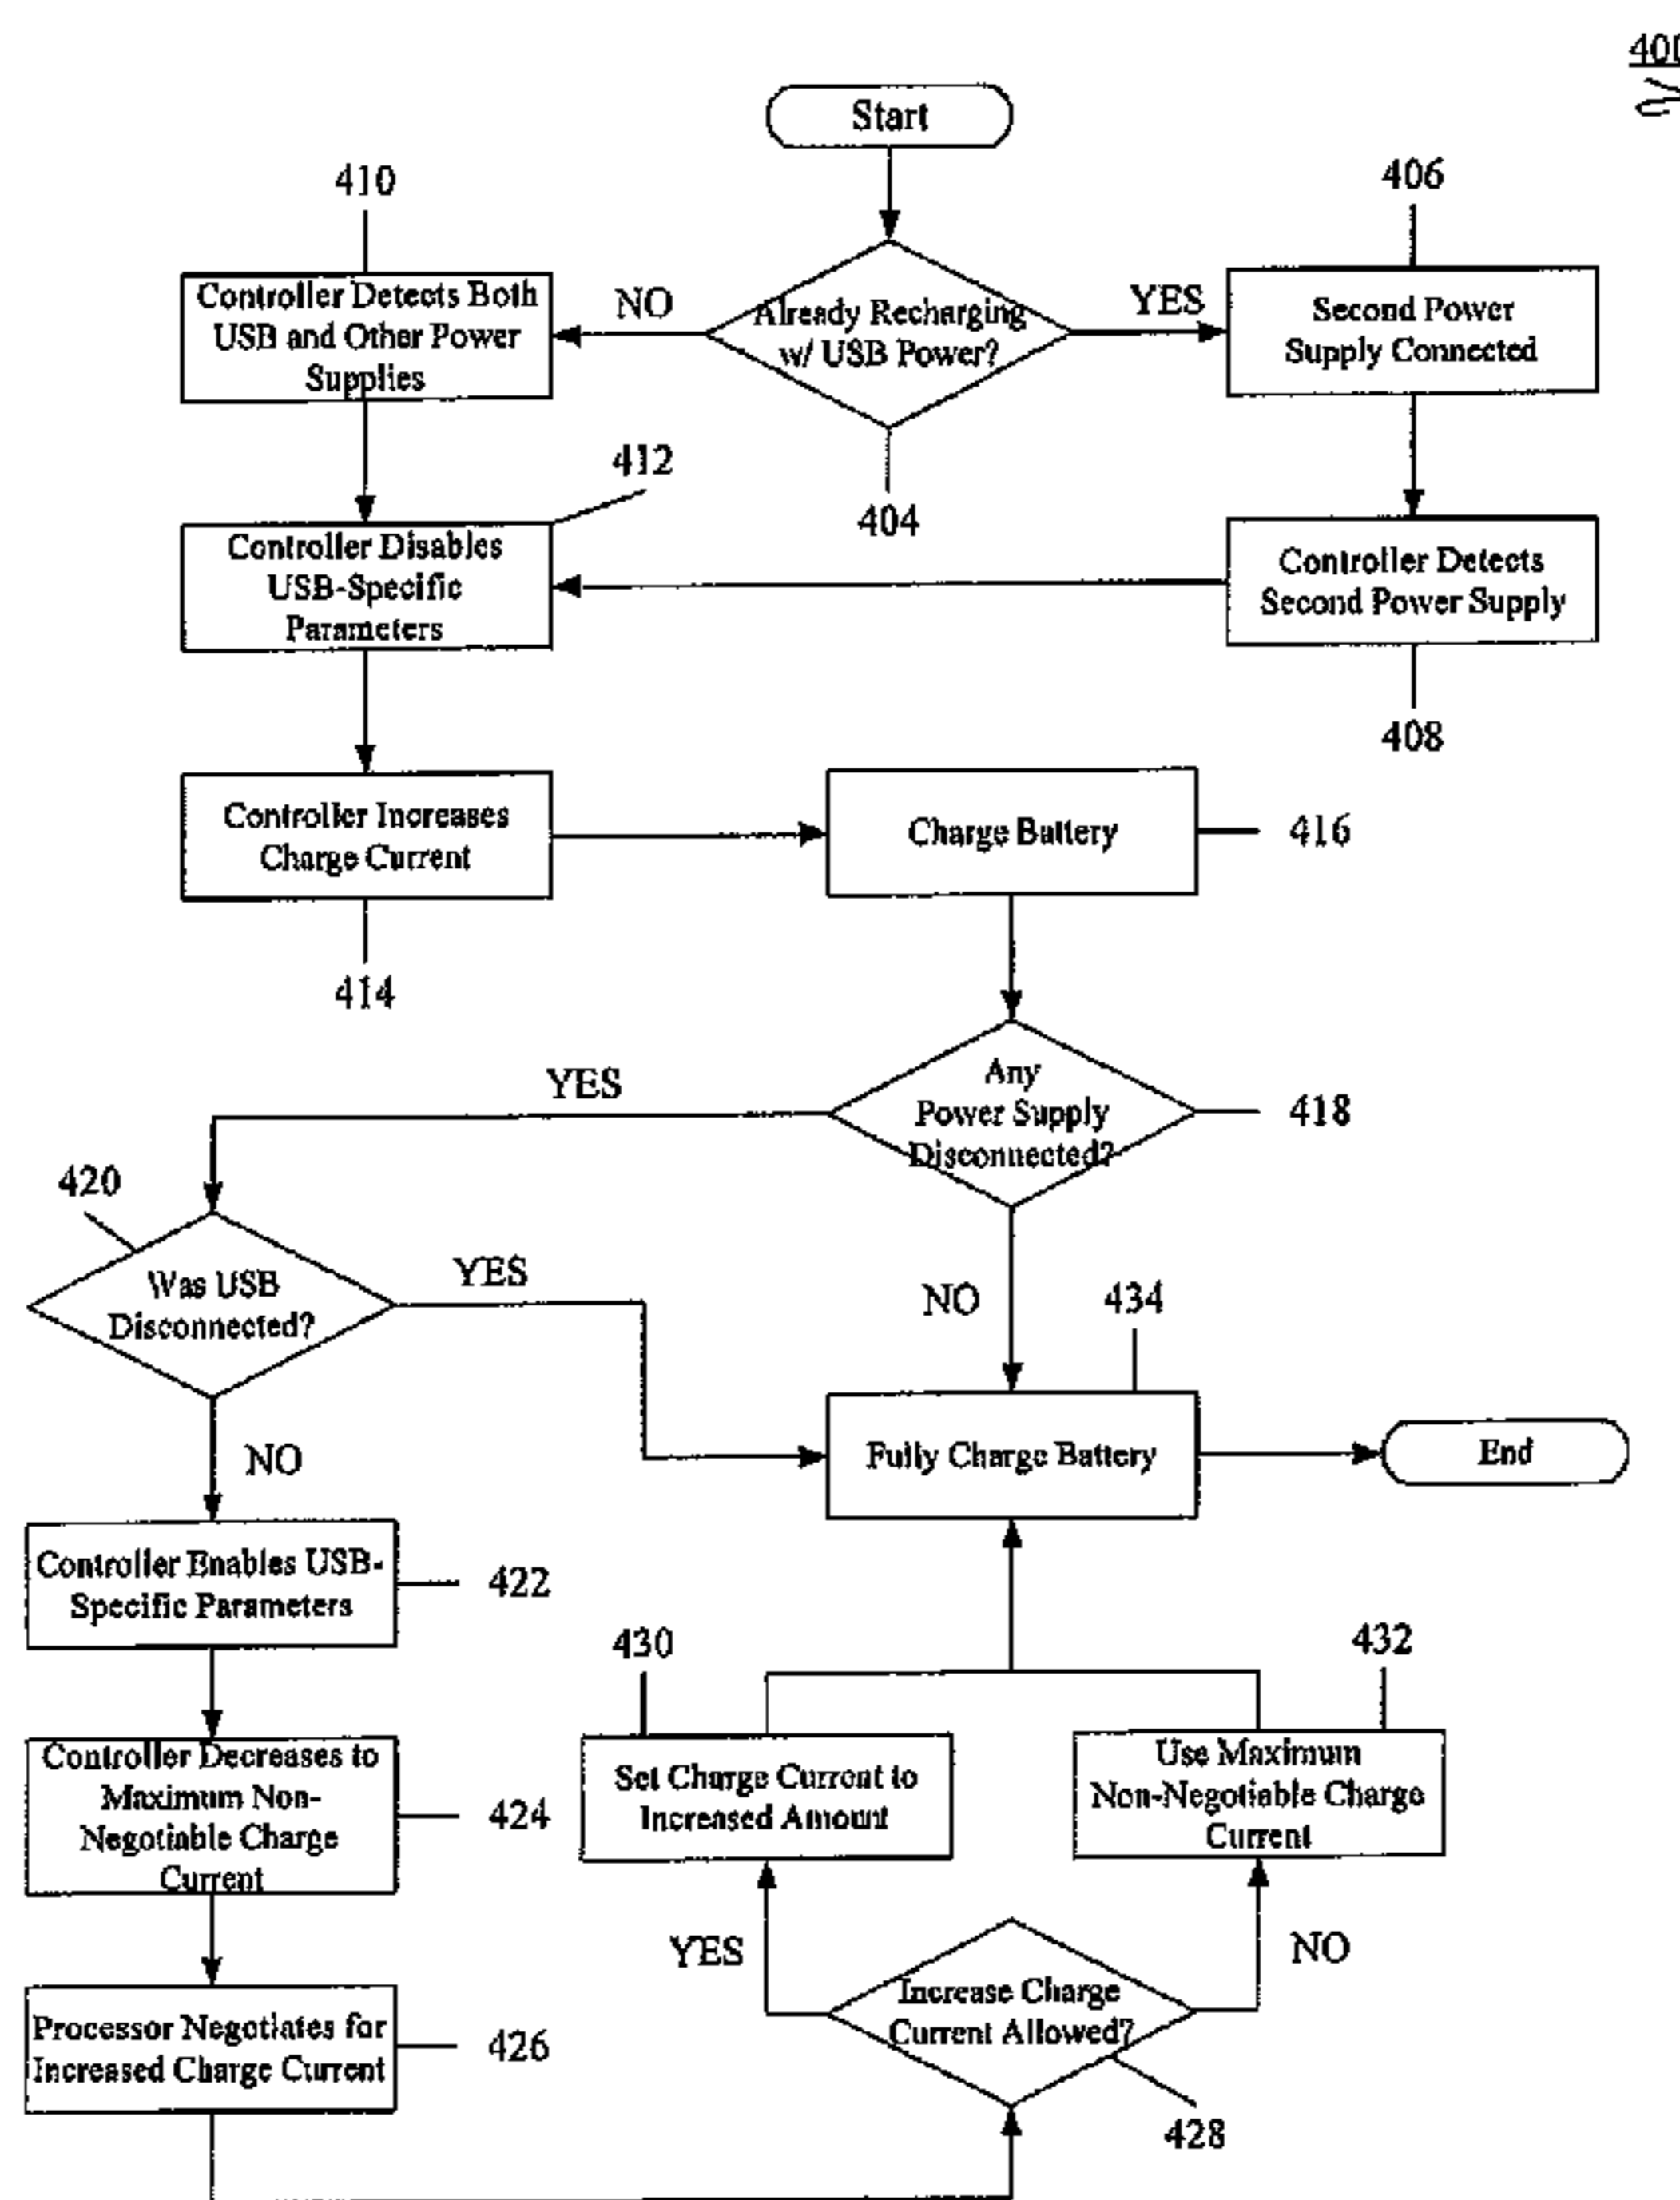 400
Start
410
406
Controller Detects Both
USB and Other Power
Supplies
NO
Already Recharging
w/ USB Power?
YES
Second Power
Supply Connected
412
404
Controller Disables
USB-Specific
Parameters
Controller Detects
Second Power Supply
408
Controller Increases
Charge Current
Charge Battery
416
414
YES
Any
Power Supply
Disconnected?
418
420
Was USB
Disconnected?
YES
NO
434
NO
Fully Charge Battery
End
Controller Enables USB-
Specific Parameters
422
430
432
Controller Decreases to
Maximum Non-
Negotiable Charge
Current
424
Set Charge Current to
Increased Amount
Use Maximum
Non-Negotiable Charge
Current
YES
NO
Processor Negotiates for
Increased Charge Current
426
Increase Charge
Current Allowed?
428